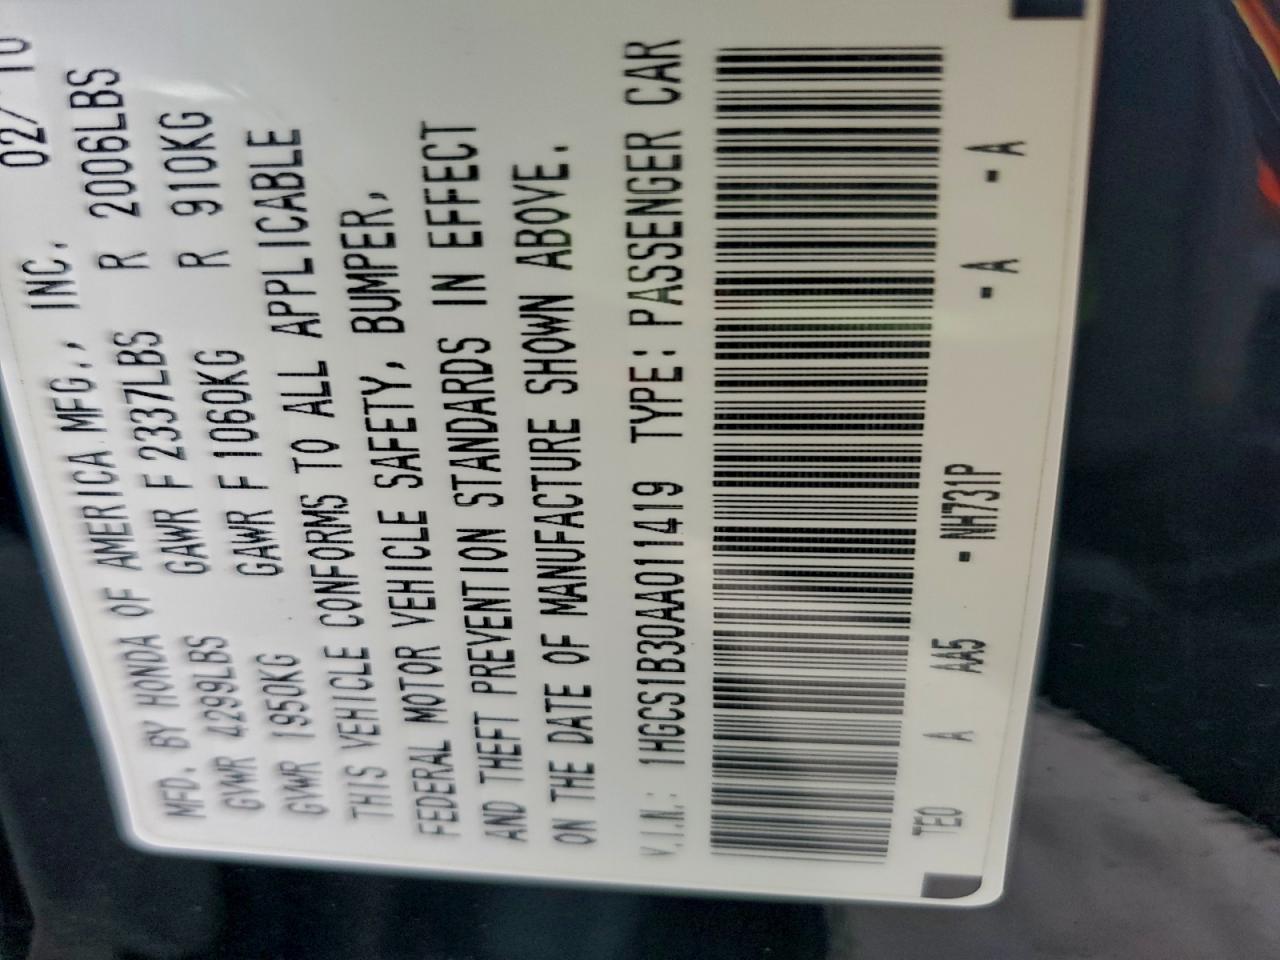 MFD. BY HONDA OF AMERICA MFG., INC. 02/10
GVWR 4299LBS GAWR F 2337LBS R 2006LBS
GVWR 1950KG GAWR F 1060KG R 910KG
THIS VEHICLE CONFORMS TO ALL APPLICABLE
FEDERAL MOTOR VEHICLE SAFETY, BUMPER,
AND THEFT PREVENTION STANDARDS IN EFFECT
ON THE DATE OF MANUFACTURE SHOWN ABOVE.
V.I.N.: 1HGCS1B30AA011419 TYPE: PASSENGER CAR
TE0 A AA5 - NH731P - A - A